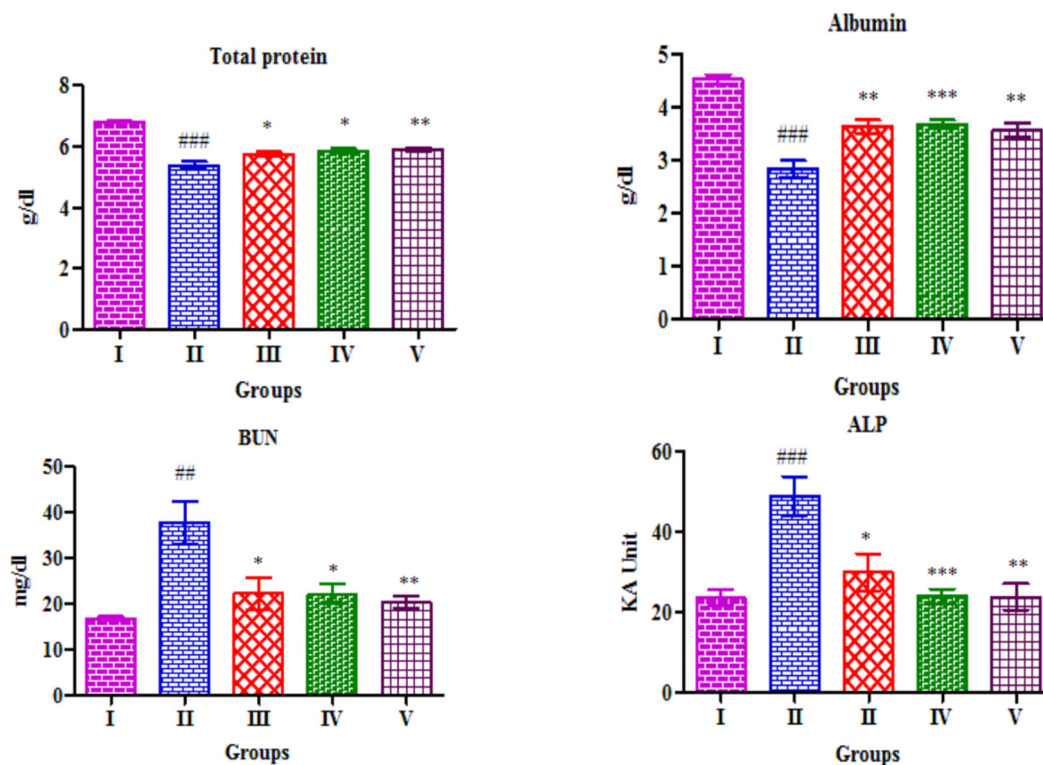 Total protein
8
6
4
2
0
g/dl
###
*
*
**
I II III IV V
Groups
Albumin
5
4
3
2
1
0
g/dl
###
**
***
**
I II III IV V
Groups
BUN
50
40
30
20
10
0
mg/dl
##
*
*
**
I II III IV V
Groups
ALP
60
40
20
0
KA Unit
###
*
***
**
I II II IV V
Groups